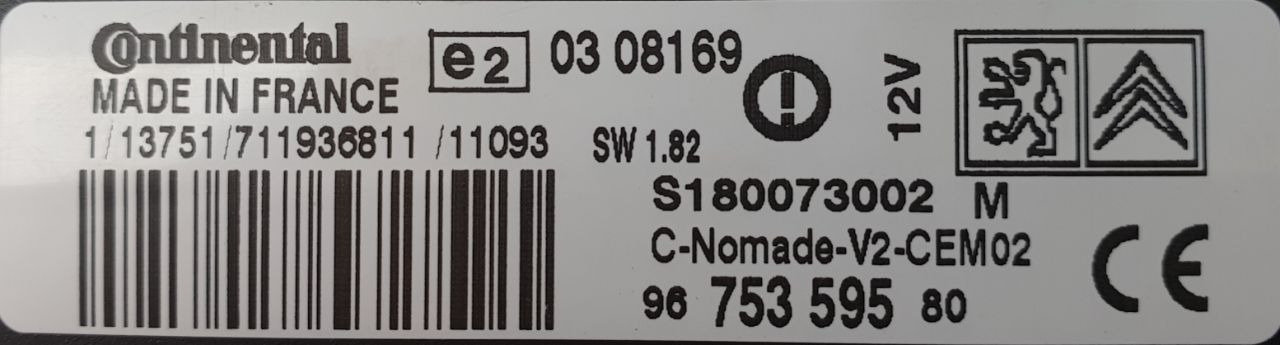 Continental
MADE IN FRANCE
e2 03 08169
12V
1/13751/711936811 /11093
SW 1.82
S180073002 M
C-Nomade-V2-CEM02
96 753 595 80
CE